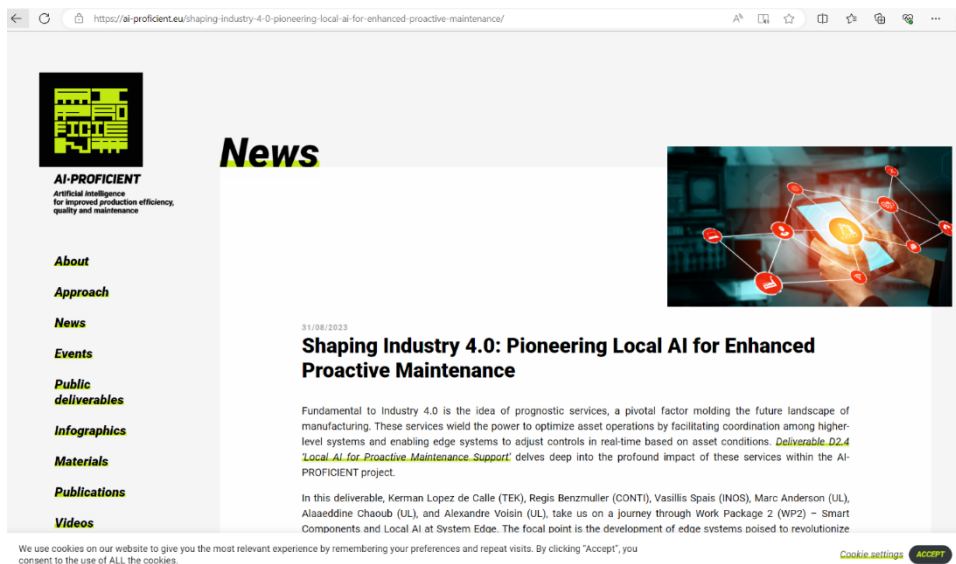 https://ai-proficient.eu/shaping-industry-4-0-pioneering-local-ai-for-enhanced-proactive-maintenance/
AI-PROFICIENT
Artificial intelligence
for improved production efficiency,
quality and maintenance
News
About
Approach
News
Events
Public
deliverables
Infographics
Materials
Publications
Videos
31/08/2023
Shaping Industry 4.0: Pioneering Local AI for Enhanced
Proactive Maintenance
Fundamental to Industry 4.0 is the idea of prognostic services, a pivotal factor molding the future landscape of
manufacturing. These services wield the power to optimize asset operations by facilitating coordination among higher-
level systems and enabling edge systems to adjust controls in real-time based on asset conditions. Deliverable D2.4
'Local AI for Proactive Maintenance Support' delves deep into the profound impact of these services within the AI-
PROFICIENT project.
In this deliverable, Kerman Lopez de Calle (TEK), Regis Benzmuller (CONTI), Vasillis Spais (INOS), Marc Anderson (UL),
Alaaeddine Chaoub (UL), and Alexandre Voisin (UL), take us on a journey through Work Package 2 (WP2) – Smart
Components and Local AI at System Edge. The focal point is the development of edge systems poised to revolutionize
We use cookies on our website to give you the most relevant experience by remembering your preferences and repeat visits. By clicking "Accept", you
consent to the use of ALL the cookies.
Cookie settings
ACCEPT